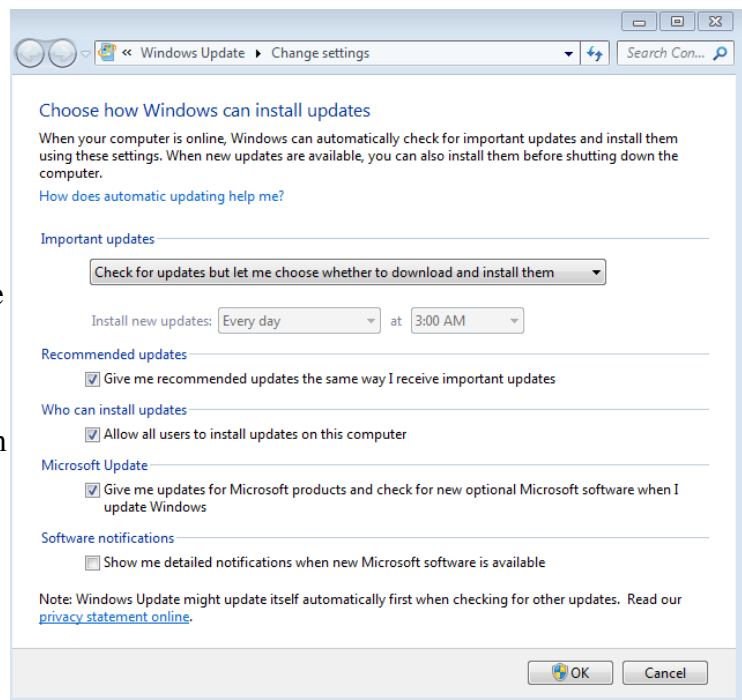 « Windows Update ▸ Change settings
Search Con...
Choose how Windows can install updates
When your computer is online, Windows can automatically check for important updates and install them
using these settings. When new updates are available, you can also install them before shutting down the
computer.
How does automatic updating help me?
Important updates
Check for updates but let me choose whether to download and install them
e
Install new updates: Every day at 3:00 AM
Recommended updates
Give me recommended updates the same way I receive important updates
Who can install updates
Allow all users to install updates on this computer
n
Microsoft Update
Give me updates for Microsoft products and check for new optional Microsoft software when I
update Windows
Software notifications
Show me detailed notifications when new Microsoft software is available
Note: Windows Update might update itself automatically first when checking for other updates. Read our
privacy statement online.
OK Cancel